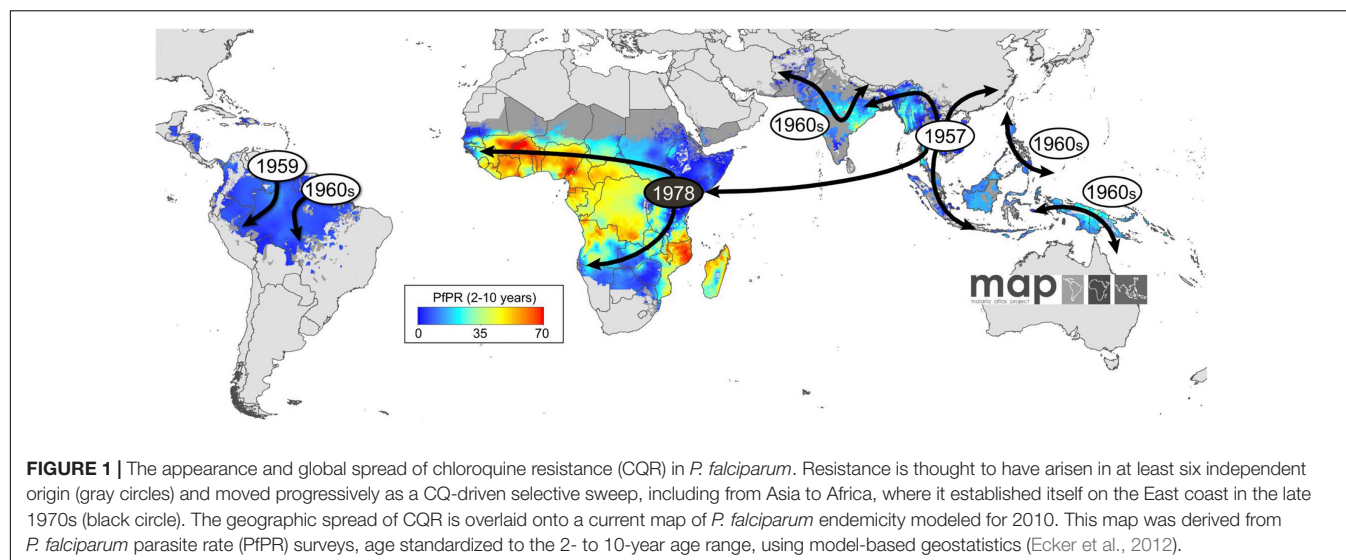 1960s
1957
1960s
1959
1960s
1978
1960s
map
malaria atlas project
PfPR (2-10 years)
0 35 70
FIGURE 1 | The appearance and global spread of chloroquine resistance (CQR) in P. falciparum. Resistance is thought to have arisen in at least six independent
origin (gray circles) and moved progressively as a CQ-driven selective sweep, including from Asia to Africa, where it established itself on the East coast in the late
1970s (black circle). The geographic spread of CQR is overlaid onto a current map of P. falciparum endemicity modeled for 2010. This map was derived from
P. falciparum parasite rate (PfPR) surveys, age standardized to the 2- to 10-year age range, using model-based geostatistics (Ecker et al., 2012).